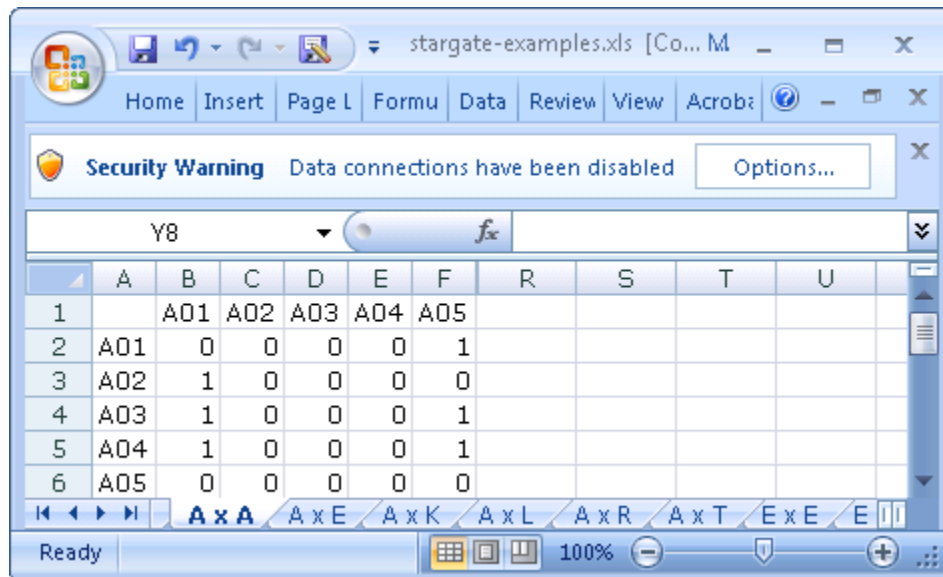 stargate-examples.xls [Co... M
Home Insert Page L Formu Data Review View Acroba
Security Warning Data connections have been disabled Options...
Y8 fx
A B C D E F R S T U
1 A01 A02 A03 A04 A05
2 A01 0 0 0 0 1
3 A02 1 0 0 0 0
4 A03 1 0 0 0 1
5 A04 1 0 0 0 1
6 A05 0 0 0 0 0
A x A A x E A x K A x L A x R A x T E x E E
Ready 100%